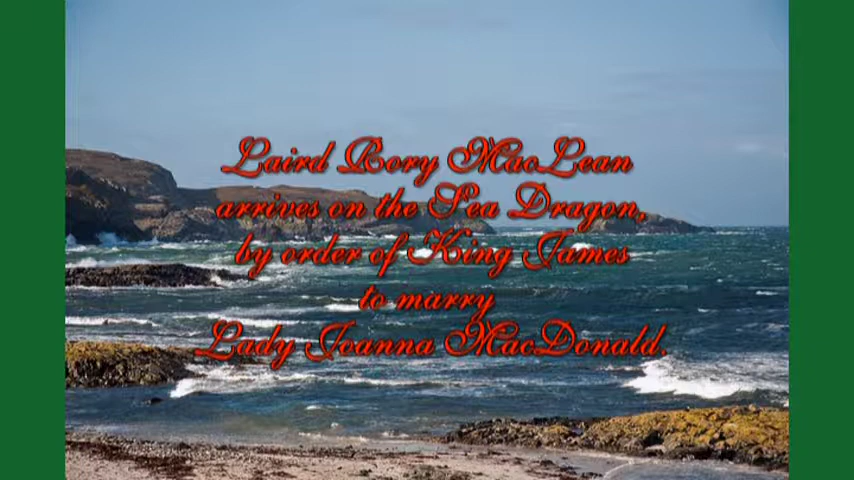 Laird Rory MacLean
arrives on the Sea Dragon,
by order of King James
to marry
Lady Joanna MacDonald.